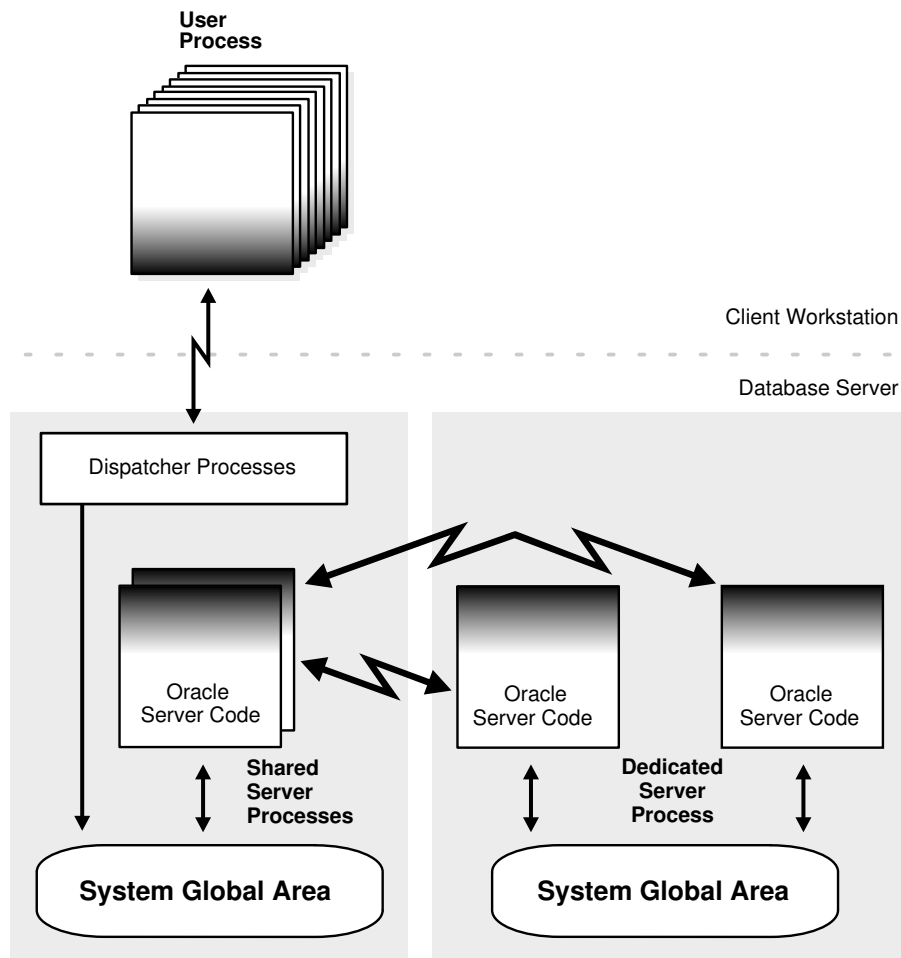 User
Process
Client Workstation
Database Server
Dispatcher Processes
Oracle
Server Code
Oracle
Server Code
Oracle
Server Code
Shared
Server
Processes
Dedicated
Server
Process
System Global Area
System Global Area